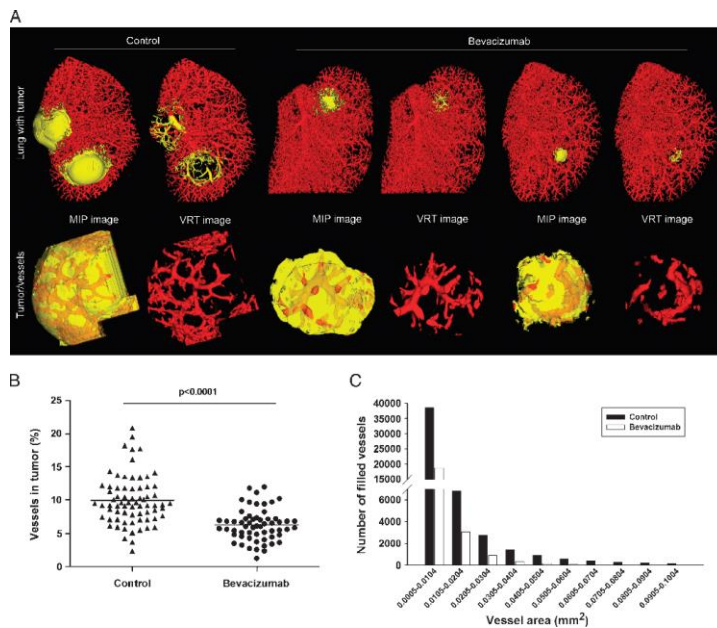 A
Control
Bevacizumab
Lung with tumor
MIP image
VRT image
MIP image
VRT image
MIP image
VRT image
Tumor/vessels
B
p<0.0001
Vessels in tumor (%)
25
20
15
10
5
0
Control
Bevacizumab
C
Number of filled vessels
40000
35000
30000
25000
20000
15000
6000
4000
2000
0
Control
Bevacizumab
0.0005-0.0104
0.0105-0.0204
0.0205-0.0304
0.0305-0.0404
0.0405-0.0504
0.0505-0.0604
0.0605-0.0704
0.0705-0.0804
0.0805-0.0904
0.0905-0.1004
Vessel area (mm²)